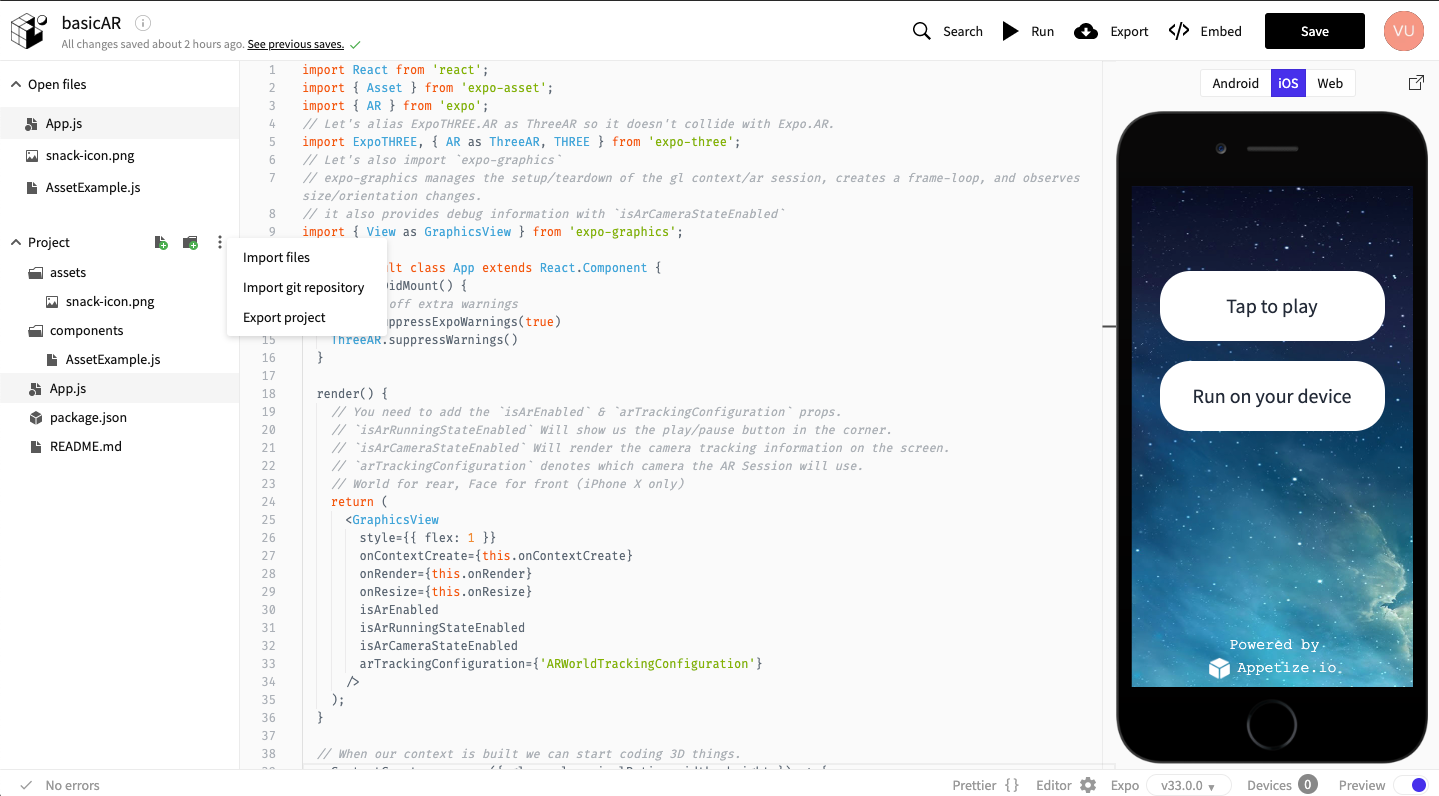 basicAR
All changes saved about 2 hours ago. See previous saves.
Search
Run
Export
Embed
Save
VU
Open files
App.js
snack-icon.png
AssetExample.js
Project
assets
snack-icon.png
components
AssetExample.js
App.js
package.json
README.md
Import files
Import git repository
Export project
1 import React from 'react';
2 import { Asset } from 'expo-asset';
3 import { AR } from 'expo';
4 // Let's alias ExpoTHREE.AR as ThreeAR so it doesn't collide with Expo.AR.
5 import ExpoTHREE, { AR as ThreeAR, THREE } from 'expo-three';
6 // Let's also import `expo-graphics`
7 // expo-graphics manages the setup/teardown of the gl context/ar session, creates a frame-loop, and observes
size/orientation changes.
8 // it also provides debug information with `isArCameraStateEnabled`
9 import { View as GraphicsView } from 'expo-graphics';
class App extends React.Component {
() {
off extra warnings
(true)
15 ThreeAR.suppressWarnings()
16 }
17
18 render() {
19 // You need to add the `isArEnabled` & `arTrackingConfiguration` props.
20 // `isArRunningStateEnabled` Will show us the play/pause button in the corner.
21 // `isArCameraStateEnabled` Will render the camera tracking information on the screen.
22 // `arTrackingConfiguration` denotes which camera the AR Session will use.
23 // World for rear, Face for front (iPhone X only)
24 return (
25 <GraphicsView
26 style={{ flex: 1 }}
27 onContextCreate={this.onContextCreate}
28 onRender={this.onRender}
29 onResize={this.onResize}
30 isArEnabled
31 isArRunningStateEnabled
32 isArCameraStateEnabled
33 arTrackingConfiguration={'ARWorldTrackingConfiguration'}
34 />
35 );
36 }
37
38 // When our context is built we can start coding 3D things.
Android
iOS
Web
Tap to play
Run on your device
Powered by
Appetize.io
No errors
Prettier {}
Editor
Expo
v33.0.0
Devices 0
Preview